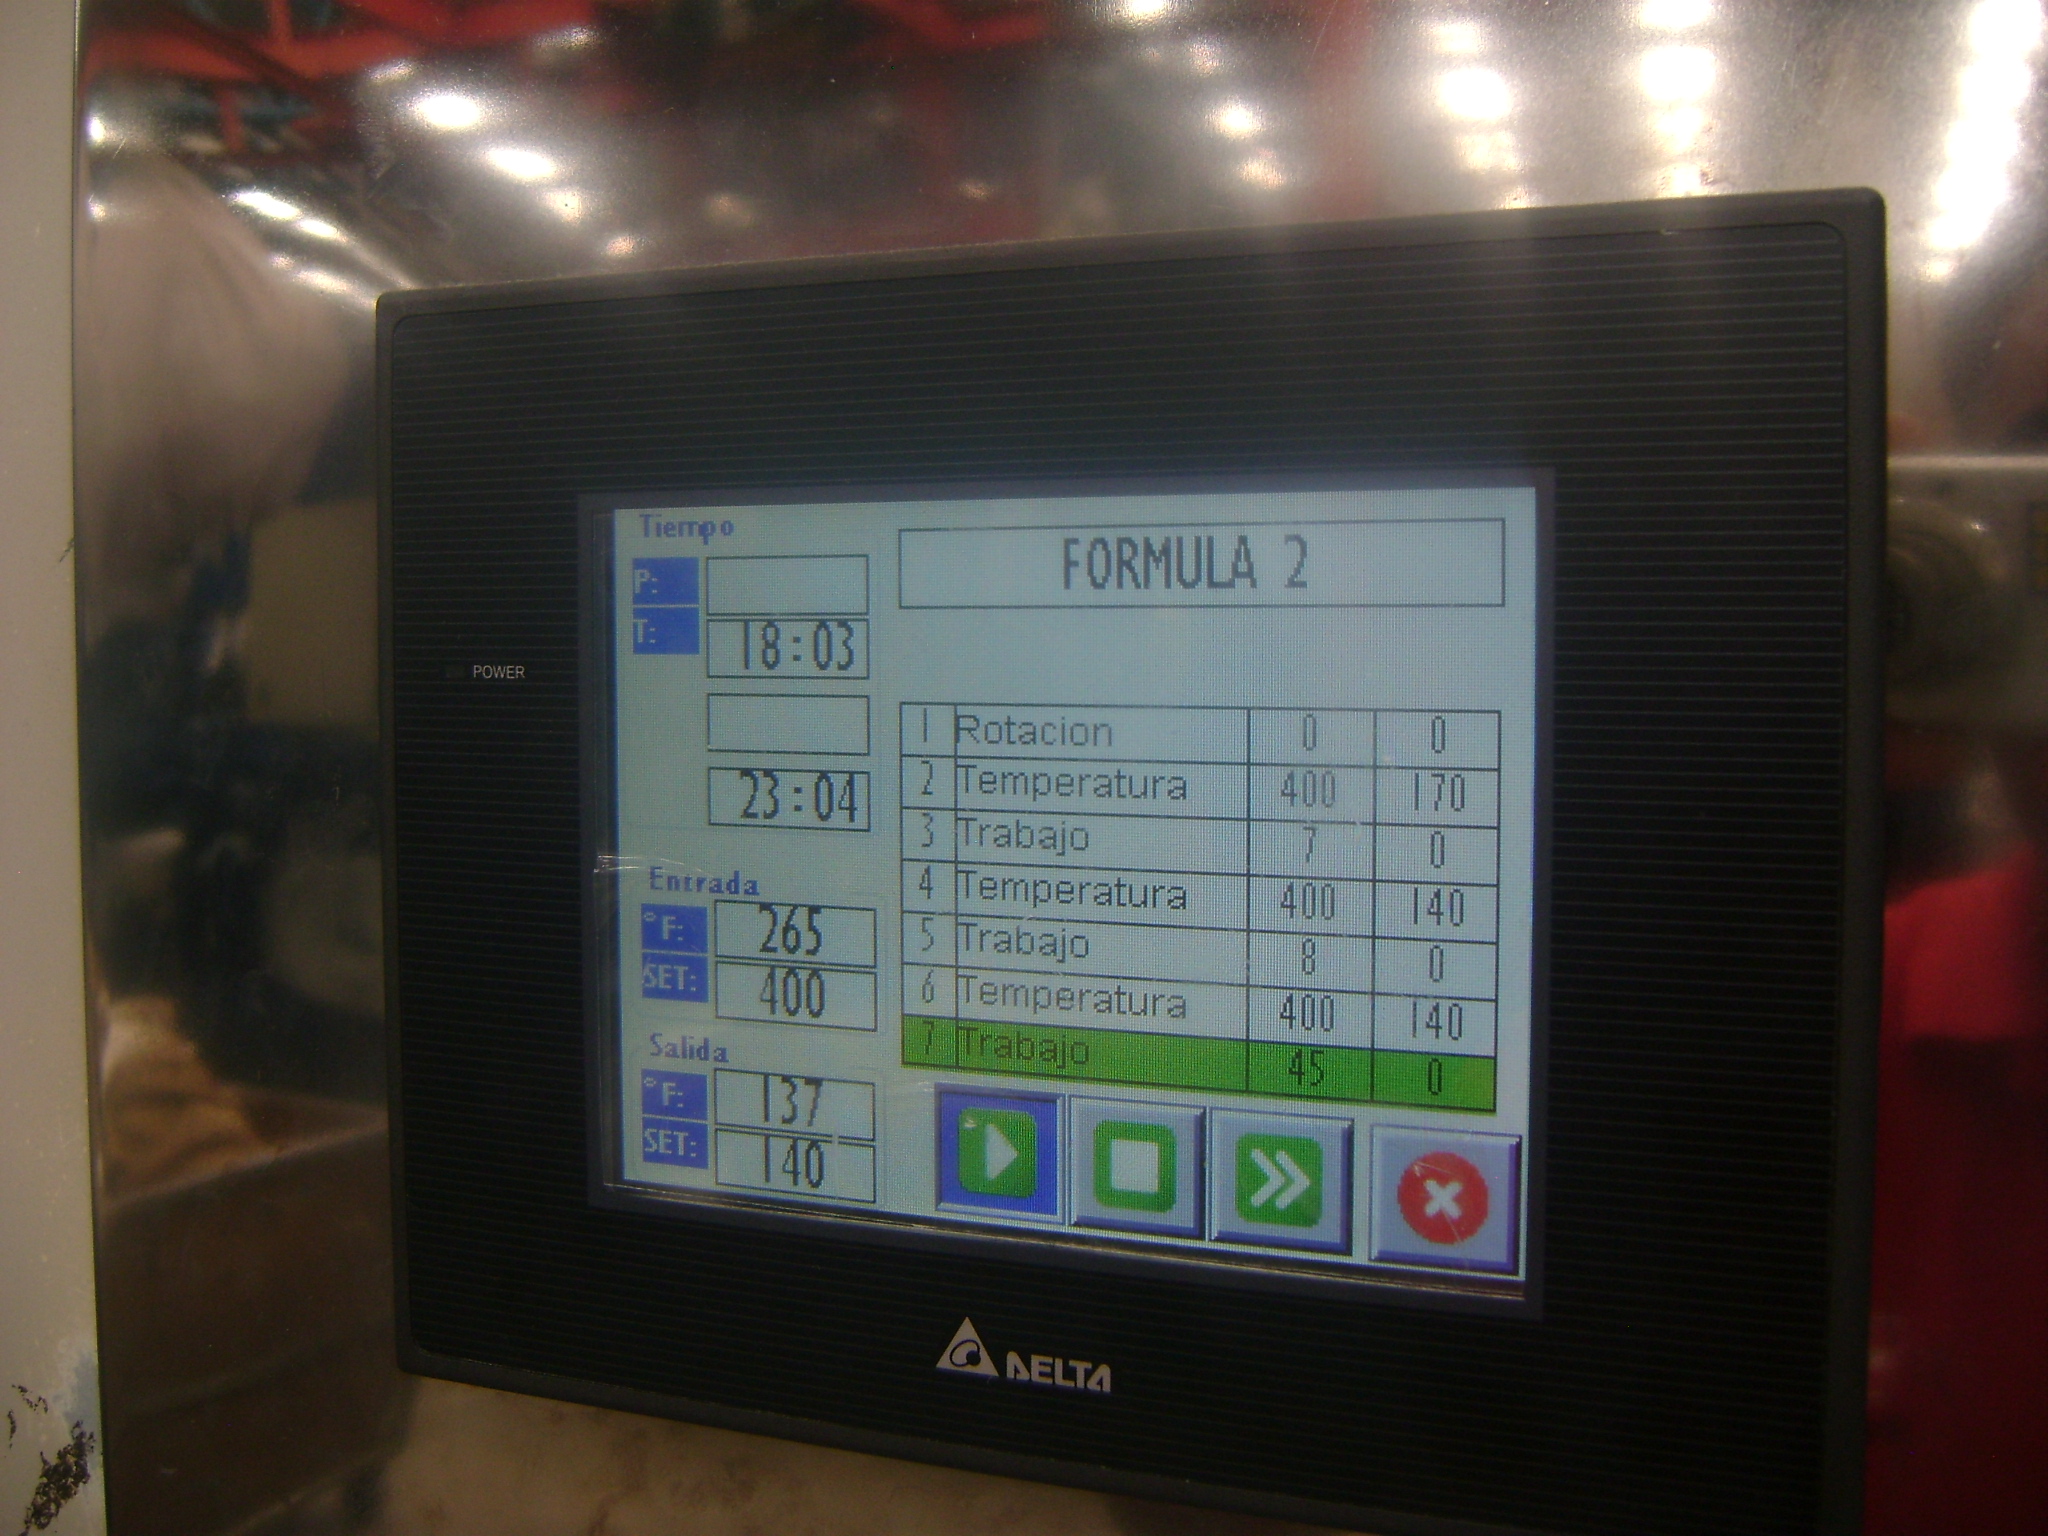 Tiempo
P:
T: 18:03
23:04
Entrada
°F: 265
SET: 400
Salida
°F: 137
SET: 140
FORMULA 2
1 Rotacion 0 0
2 Temperatura 400 170
3 Trabajo 7 0
4 Temperatura 400 140
5 Trabajo 8 0
6 Temperatura 400 140
7 Trabajo 45 0
POWER
DELTA